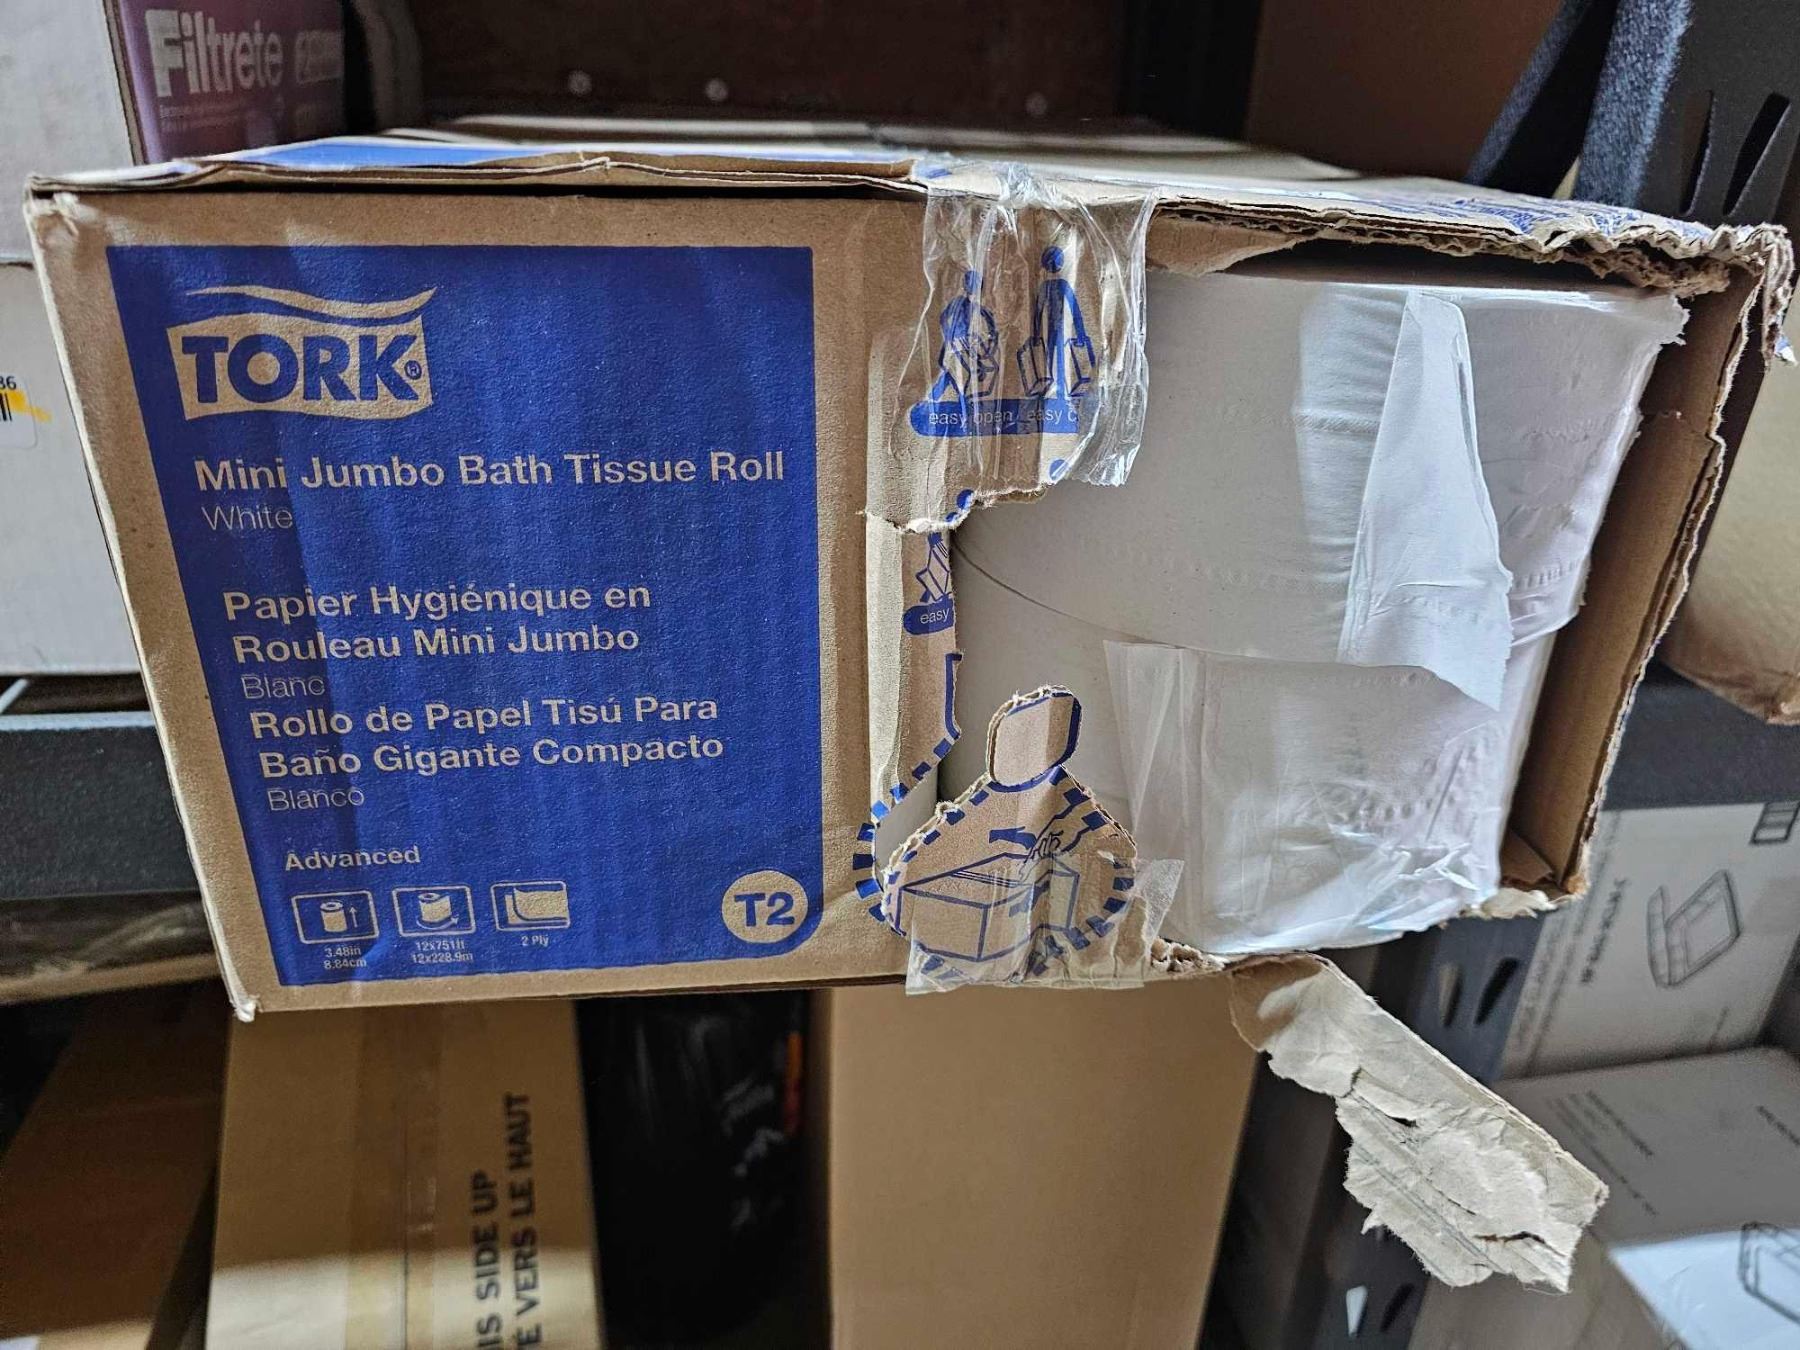 Filtrete
36
TORK®
Mini Jumbo Bath Tissue Roll
White
Papier Hygiénique en
Rouleau Mini Jumbo
Blanc
Rollo de Papel Tisú Para
Baño Gigante Compacto
Blanco
Advanced
3.48in
8.84cm
12x751ft
12x228.9m
2 Ply
T2
easy open easy
easy
IS SIDE UP
VERS LE HAUT